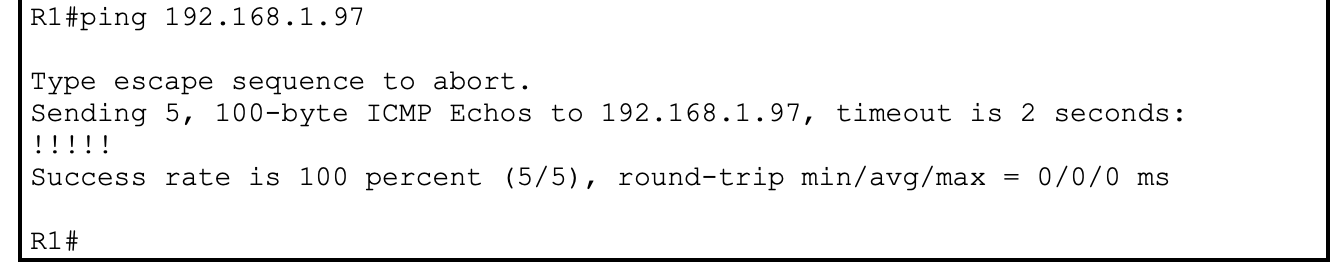 R1#ping 192.168.1.97
Type escape sequence to abort.
Sending 5, 100-byte ICMP Echos to 192.168.1.97, timeout is 2 seconds:
!!!!!
Success rate is 100 percent (5/5), round-trip min/avg/max = 0/0/0 ms
R1#